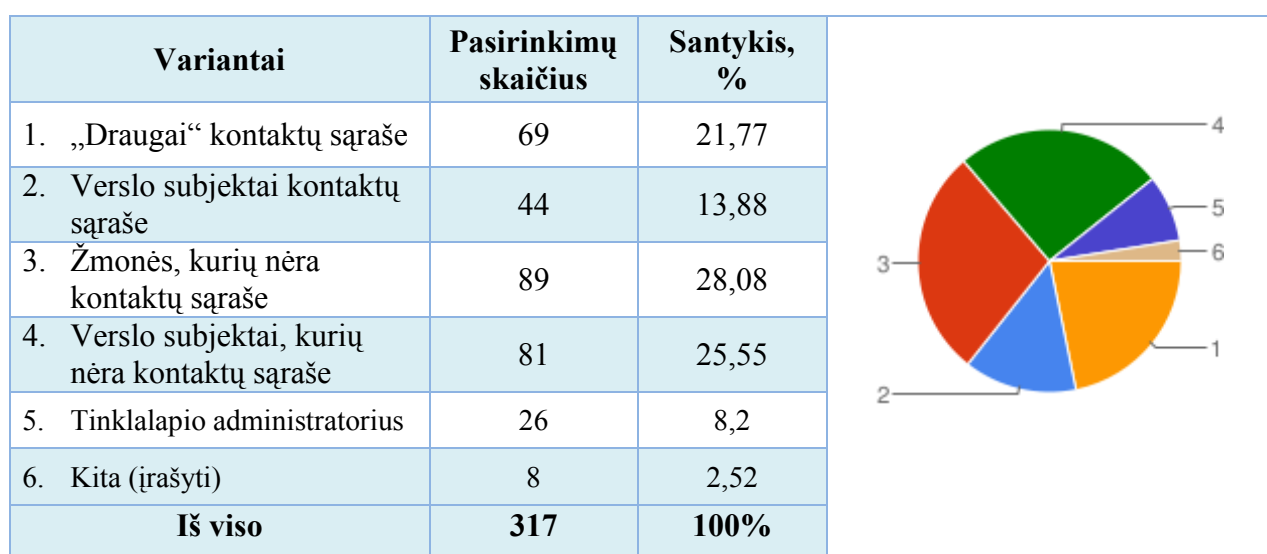 Variantai
Pasirinkimų
skaičius
Santykis,
%
1. „Draugai“ kontaktų sąraše 69 21,77
2. Verslo subjektai kontaktų
sąraše 44 13,88
3. Žmonės, kurių nėra
kontaktų sąraše 89 28,08
4. Verslo subjektai, kurių
nėra kontaktų sąraše 81 25,55
5. Tinklalapio administratorius 26 8,2
6. Kita (įrašyti) 8 2,52
Iš viso 317 100%
4
5
6
3
1
2